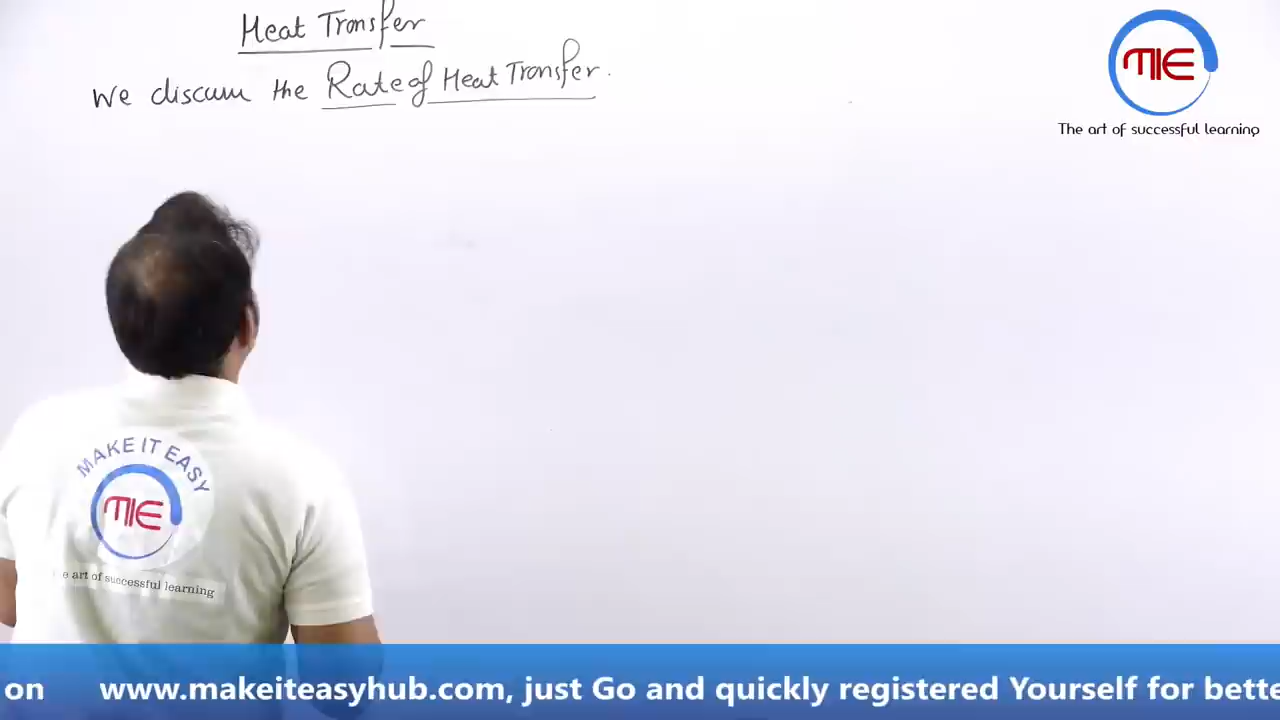 Heat Transfer
We discuss the Rate of Heat Transfer.
MIE
The art of successful learning
MAKE IT EASY
MIE
e art of successful learning
on www.makeiteasyhub.com, just Go and quickly registered Yourself for bette